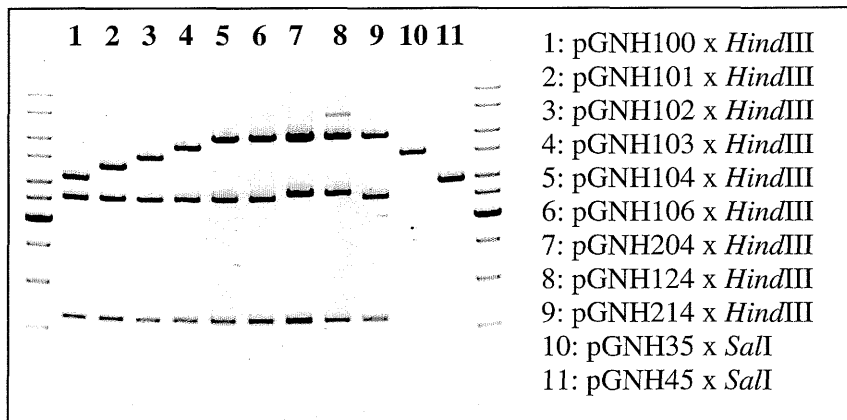 1 2 3 4 5 6 7 8 9 10 11
1: pGNH100 x HindIII
2: pGNH101 x HindIII
3: pGNH102 x HindIII
4: pGNH103 x HindIII
5: pGNH104 x HindIII
6: pGNH106 x HindIII
7: pGNH204 x HindIII
8: pGNH124 x HindIII
9: pGNH214 x HindIII
10: pGNH35 x SalI
11: pGNH45 x SalI